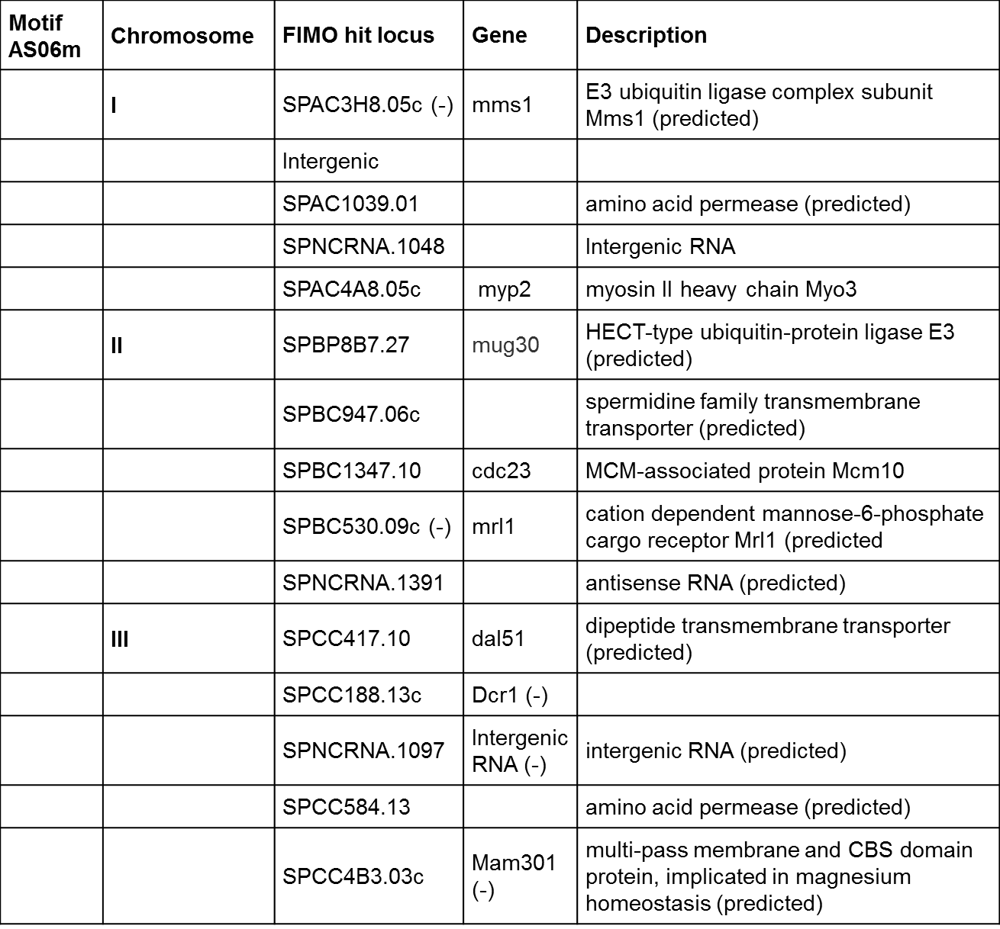 Motif AS06m Chromosome FIMO hit locus Gene Description
I SPAC3H8.05c (-) mms1 E3 ubiquitin ligase complex subunit
Mms1 (predicted)
Intergenic
SPAC1039.01 amino acid permease (predicted)
SPNCRNA.1048 Intergenic RNA
SPAC4A8.05c myp2 myosin II heavy chain Myo3
II SPBP8B7.27 mug30 HECT-type ubiquitin-protein ligase E3
(predicted)
SPBC947.06c spermidine family transmembrane
transporter (predicted)
SPBC1347.10 cdc23 MCM-associated protein Mcm10
SPBC530.09c (-) mrl1 cation dependent mannose-6-phosphate
cargo receptor Mrl1 (predicted
SPNCRNA.1391 antisense RNA (predicted)
III SPCC417.10 dal51 dipeptide transmembrane transporter
(predicted)
SPCC188.13c Dcr1 (-)
SPNCRNA.1097 Intergenic
RNA (-) intergenic RNA (predicted)
SPCC584.13 amino acid permease (predicted)
SPCC4B3.03c Mam301
(-) multi-pass membrane and CBS domain
protein, implicated in magnesium
homeostasis (predicted)